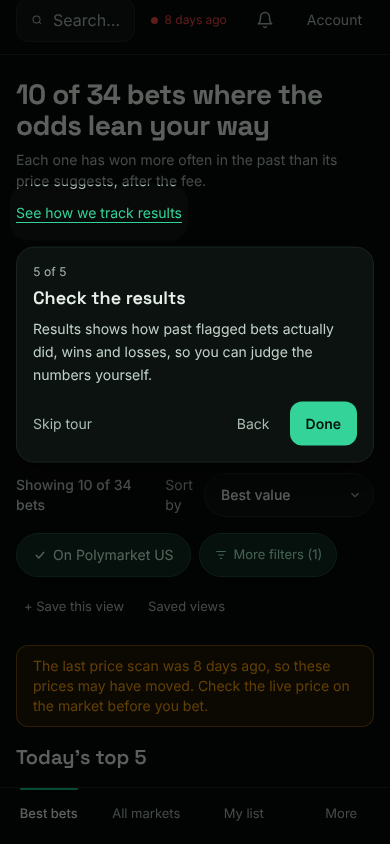 Search...
8 days ago
Account
10 of 34 bets where the
odds lean your way
Each one has won more often in the past than its
price suggests, after the fee.
See how we track results
5 of 5
Check the results
Results shows how past flagged bets actually
did, wins and losses, so you can judge the
numbers yourself.
Skip tour
Back
Done
Showing 10 of 34
bets
Sort
by
Best value
On Polymarket US
More filters (1)
+ Save this view
Saved views
The last price scan was 8 days ago, so these
prices may have moved. Check the live price on
the market before you bet.
Today's top 5
Best bets
All markets
My list
More